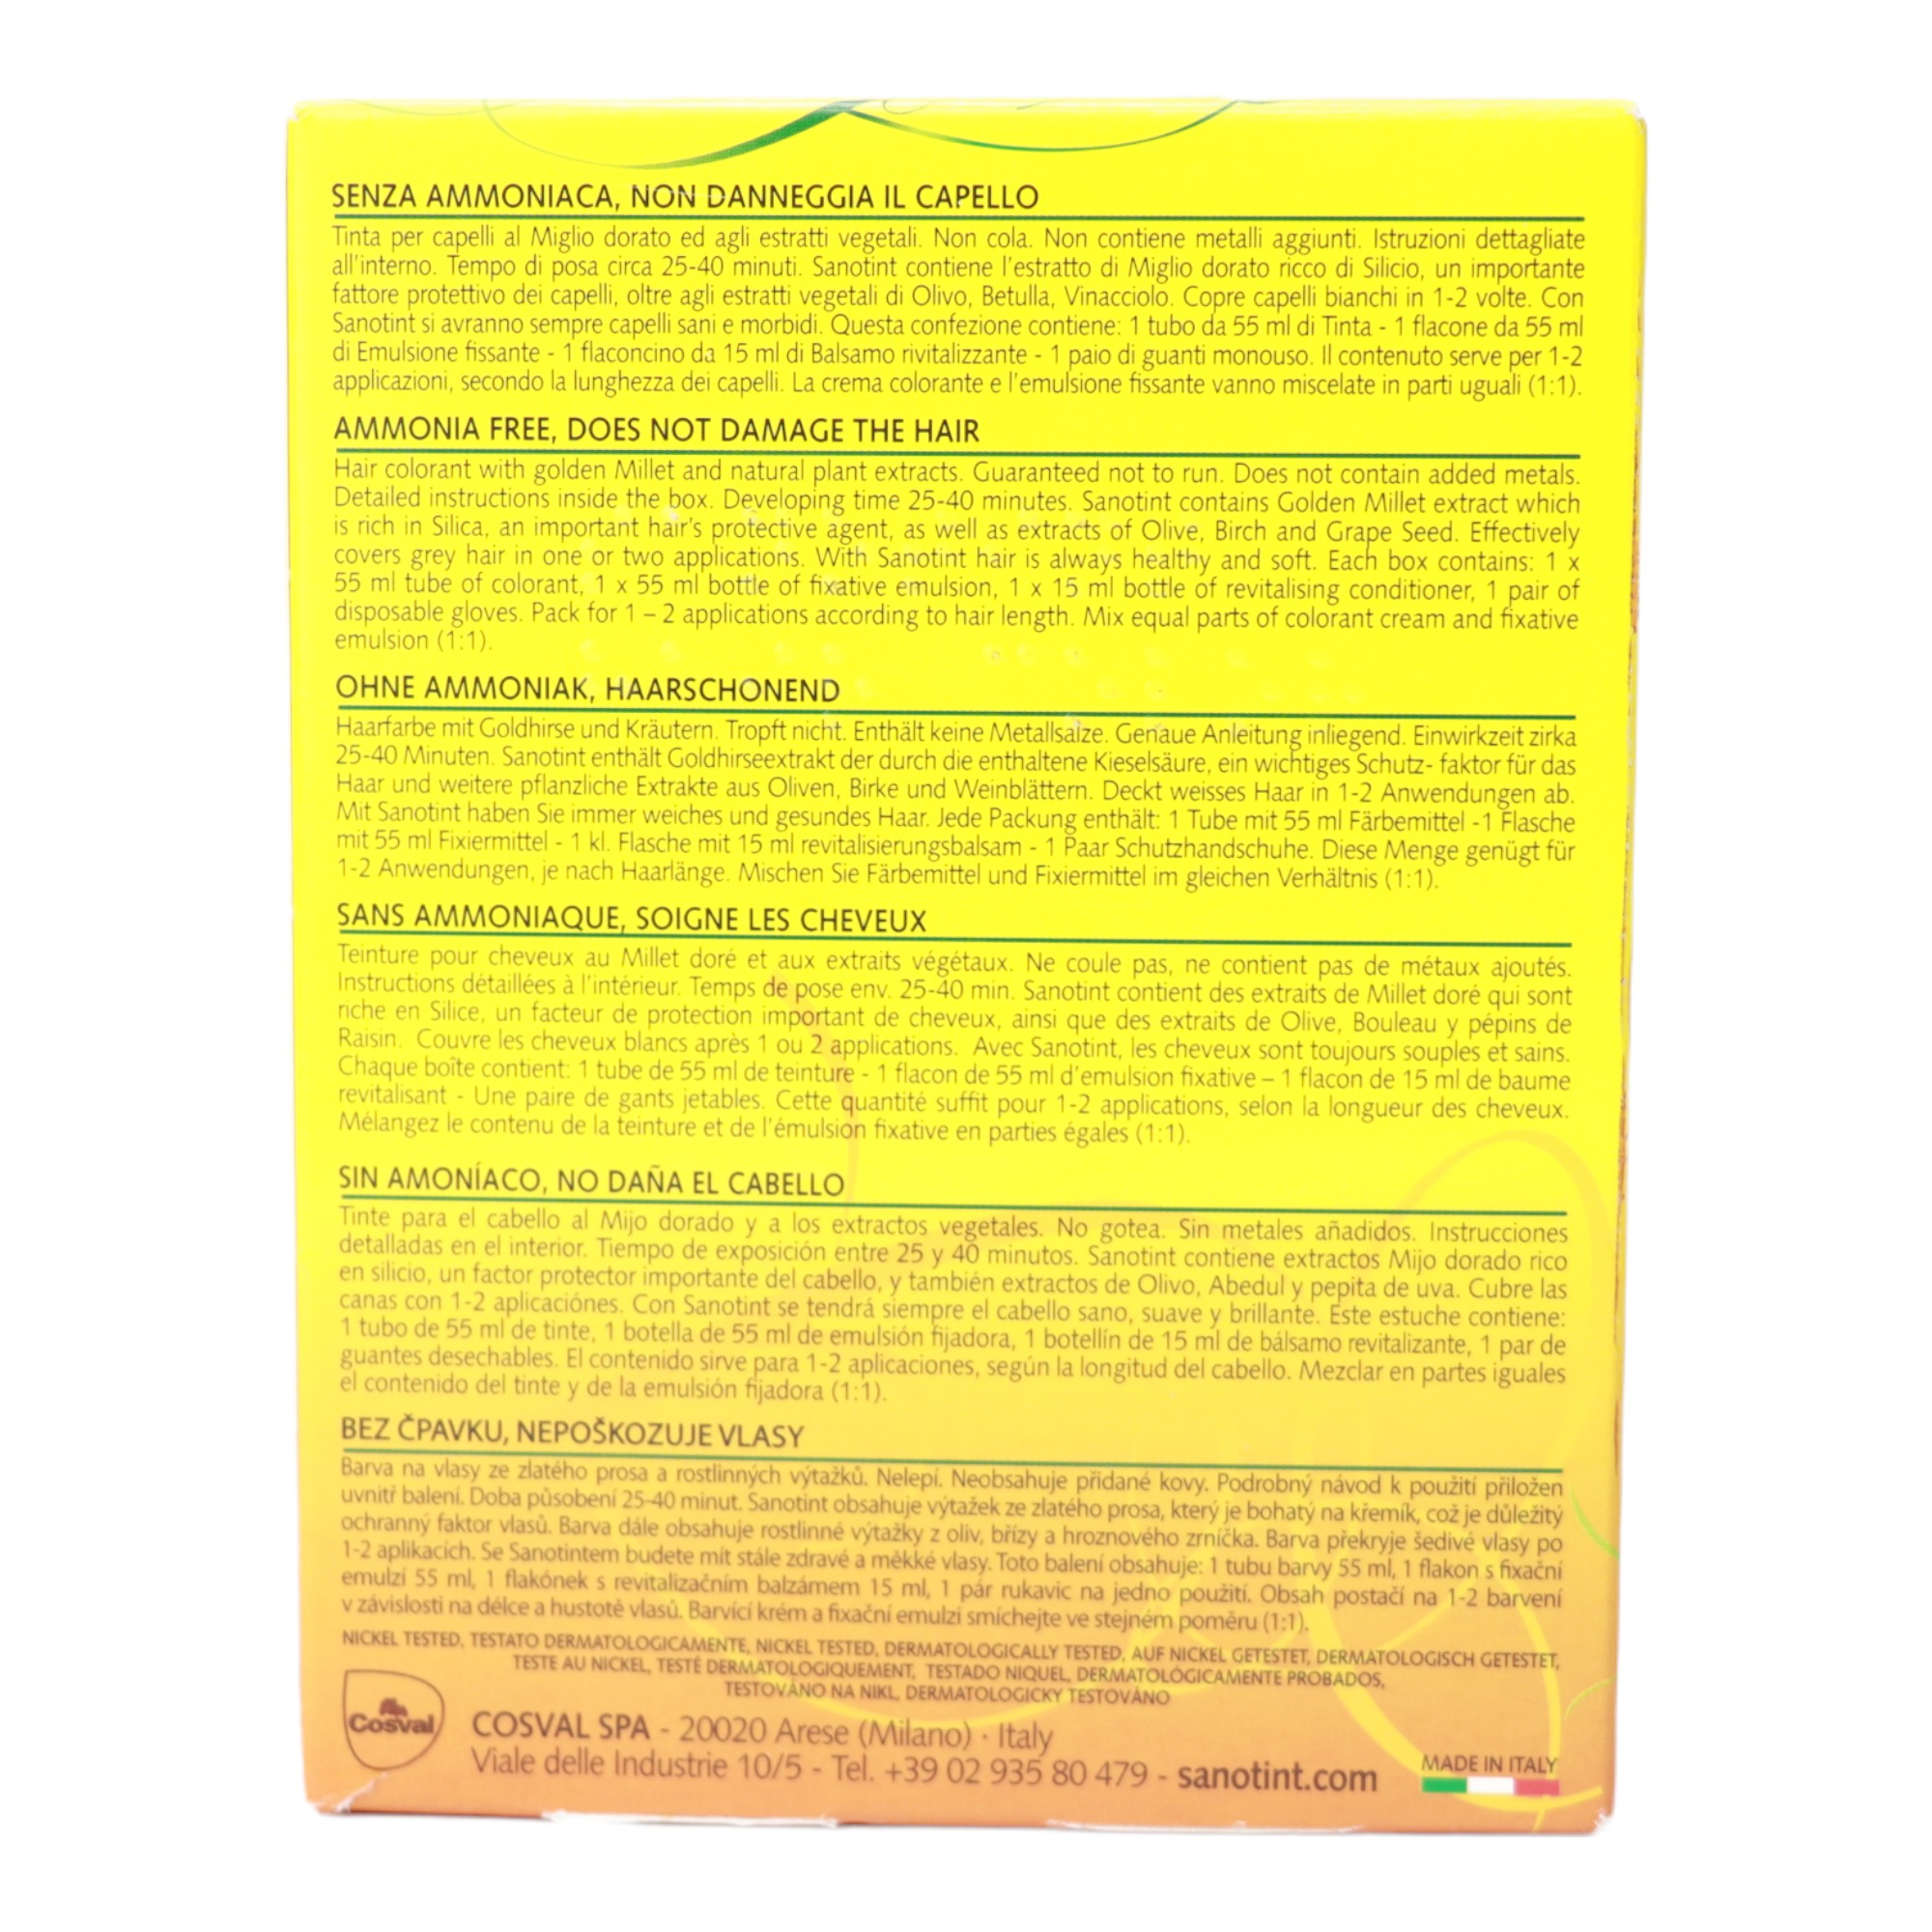 SENZA AMMONIACA, NON DANNEGGIA IL CAPELLO
Tinta per capelli al Miglio dorato ed agli estratti vegetali. Non cola. Non contiene metalli aggiunti. Istruzioni dettagliate
all'interno. Tempo di posa circa 25-40 minuti. Sanotint contiene l'estratto di Miglio dorato ricco di Silicio, un importante
fattore protettivo dei capelli, oltre agli estratti vegetali di Olivo, Betulla, Vinacciolo. Copre capelli bianchi in 1-2 volte. Con
Sanotint si avranno sempre capelli sani e morbidi. Questa confezione contiene: 1 tubo da 55 ml di Tinta - 1 flacone da 55 ml
di Emulsione fissante - 1 flaconcino da 15 ml di Balsamo rivitalizzante - 1 paio di guanti monouso. Il contenuto serve per 1-2
applicazioni, secondo la lunghezza dei capelli. La crema colorante e l'emulsione fissante vanno miscelate in parti uguali (1:1).
AMMONIA FREE, DOES NOT DAMAGE THE HAIR
Hair colorant with golden Millet and natural plant extracts. Guaranteed not to run. Does not contain added metals.
Detailed instructions inside the box. Developing time 25-40 minutes. Sanotint contains Golden Millet extract which
is rich in Silica, an important hair's protective agent, as well as extracts of Olive, Birch and Grape Seed. Effectively
covers grey hair in one or two applications. With Sanotint hair is always healthy and soft. Each box contains: 1 x
55 ml tube of colorant, 1 x 55 ml bottle of fixative emulsion, 1 x 15 ml bottle of revitalising conditioner, 1 pair of
disposable gloves. Pack for 1 – 2 applications according to hair length. Mix equal parts of colorant cream and fixative
emulsion (1:1).
OHNE AMMONIAK, HAARSCHONEND
Haarfarbe mit Goldhirse und Kräutern. Tropft nicht. Enthält keine Metallsalze. Genaue Anleitung inliegend. Einwirkzeit zirka
25-40 Minuten. Sanotint enthält Goldhirseextrakt der durch die enthaltene Kieselsäure, ein wichtiges Schutz- faktor für das
Haar und weitere pflanzliche Extrakte aus Oliven, Birke und Weinblättern. Deckt weisses Haar in 1-2 Anwendungen ab.
Mit Sanotint haben Sie immer weiches und gesundes Haar. Jede Packung enthält: 1 Tube mit 55 ml Färbemittel -1 Flasche
mit 55 ml Fixiermittel - 1 kl. Flasche mit 15 ml revitalisierungsbalsam - 1 Paar Schutzhandschuhe. Diese Menge genügt für
1-2 Anwendungen, je nach Haarlänge. Mischen Sie Färbemittel und Fixiermittel im gleichen Verhältnis (1:1).
SANS AMMONIAQUE, SOIGNE LES CHEVEUX
Teinture pour cheveux au Millet doré et aux extraits végétaux. Ne coule pas, ne contient pas de métaux ajoutés.
Instructions détaillées à l'intérieur. Temps de pose env. 25-40 min. Sanotint contient des extraits de Millet doré qui sont
riche en Silice, un facteur de protection important de cheveux, ainsi que des extraits de Olive, Bouleau y pépins de
Raisin. Couvre les cheveux blancs après 1 ou 2 applications. Avec Sanotint, les cheveux sont toujours souples et sains.
Chaque boîte contient: 1 tube de 55 ml de teinture - 1 flacon de 55 ml d'emulsion fixative – 1 flacon de 15 ml de baume
revitalisant - Une paire de gants jetables. Cette quantité suffit pour 1-2 applications, selon la longueur des cheveux.
Mélangez le contenu de la teinture et de l'émulsion fixative en parties égales (1:1).
SIN AMONÍACO, NO DAÑA EL CABELLO
Tinte para el cabello al Mijo dorado y a los extractos vegetales. No gotea. Sin metales añadidos. Instrucciones
detalladas en el interior. Tiempo de exposición entre 25 y 40 minutos. Sanotint contiene extractos Mijo dorado rico
en silicio, un factor protector importante del cabello, y también extractos de Olivo, Abedul y pepita de uva. Cubre las
canas con 1-2 aplicaciónes. Con Sanotint se tendrá siempre el cabello sano, suave y brillante. Este estuche contiene:
1 tubo de 55 ml de tinte, 1 botella de 55 ml de emulsión fijadora, 1 botellín de 15 ml de bálsamo revitalizante, 1 par de
guantes desechables. El contenido sirve para 1-2 aplicaciones, según la longitud del cabello. Mezclar en partes iguales
el contenido del tinte y de la emulsión fijadora (1:1).
BEZ ČPAVKU, NEPOŠKOZUJE VLASY
Barva na vlasy ze zlatého prosa a rostlinných výtažků. Nelepí. Neobsahuje přidané kovy. Podrobný návod k použití přiložen
uvnitř balení. Doba působení 25-40 minut. Sanotint obsahuje výtažek ze zlatého prosa, který je bohatý na křemík, což je důležitý
ochranný faktor vlasů. Barva dále obsahuje rostlinné výtažky z oliv, břízy a hroznového zrníčka. Barva překryje šedivé vlasy po
1-2 aplikacích. Se Sanotintem budete mít stále zdravé a měkké vlasy. Toto balení obsahuje: 1 tubu barvy 55 ml, 1 flakon s fixační
emulzí 55 ml, 1 flakónek s revitalizačním balzámem 15 ml, 1 pár rukavic na jedno použití. Obsah postačí na 1-2 barvení
v závislosti na délce a hustotě vlasů. Barvící krém a fixační emulzi smíchejte ve stejném poměru (1:1).
NICKEL TESTED, TESTATO DERMATOLOGICAMENTE, NICKEL TESTED, DERMATOLOGICALLY TESTED, AUF NICKEL GETESTET, DERMATOLOGISCH GETESTET,
TESTE AU NICKEL, TESTÉ DERMATOLOGIQUEMENT, TESTADO NIQUEL, DERMATOLÓGICAMENTE PROBADOS,
TESTOVÁNO NA NIKL, DERMATOLOGICKY TESTOVÁNO
Cosval
COSVAL SPA - 20020 Arese (Milano) · Italy
Viale delle Industrie 10/5 - Tel. +39 02 935 80 479 - sanotint.com
MADE IN ITALY